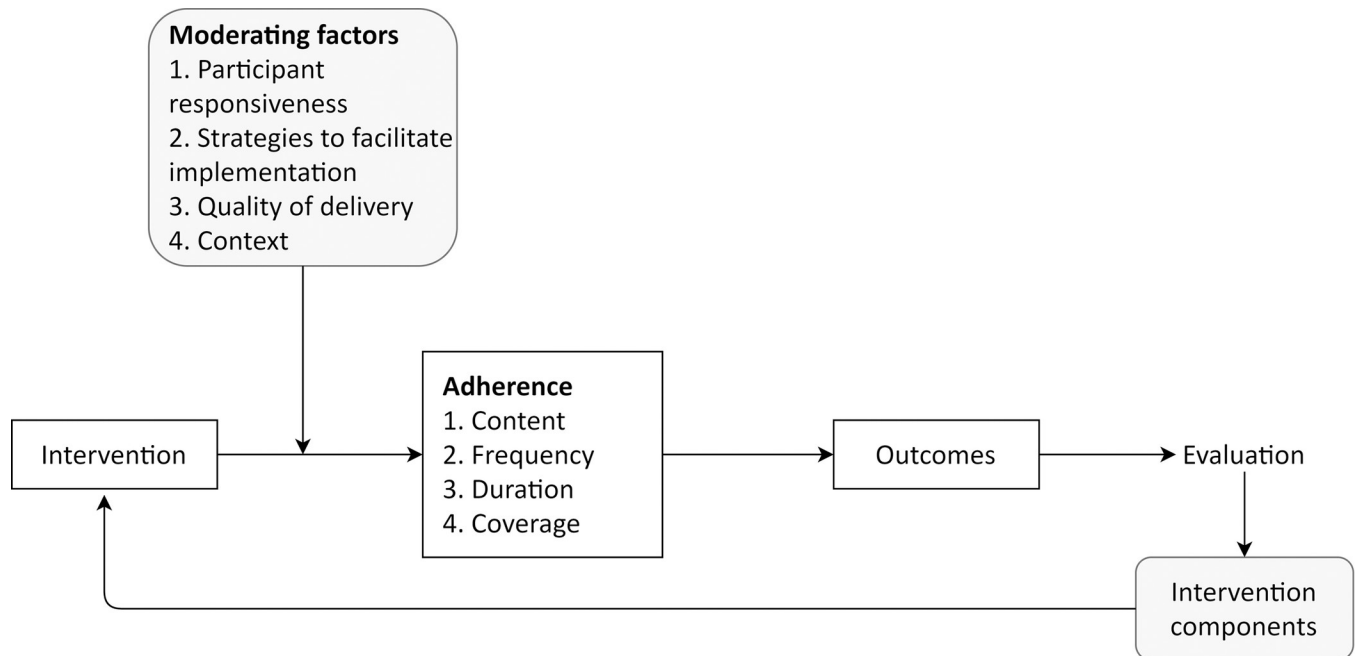 Moderating factors
1. Participant
responsiveness
2. Strategies to facilitate
implementation
3. Quality of delivery
4. Context
Intervention
Adherence
1. Content
2. Frequency
3. Duration
4. Coverage
Outcomes
Evaluation
Intervention
components